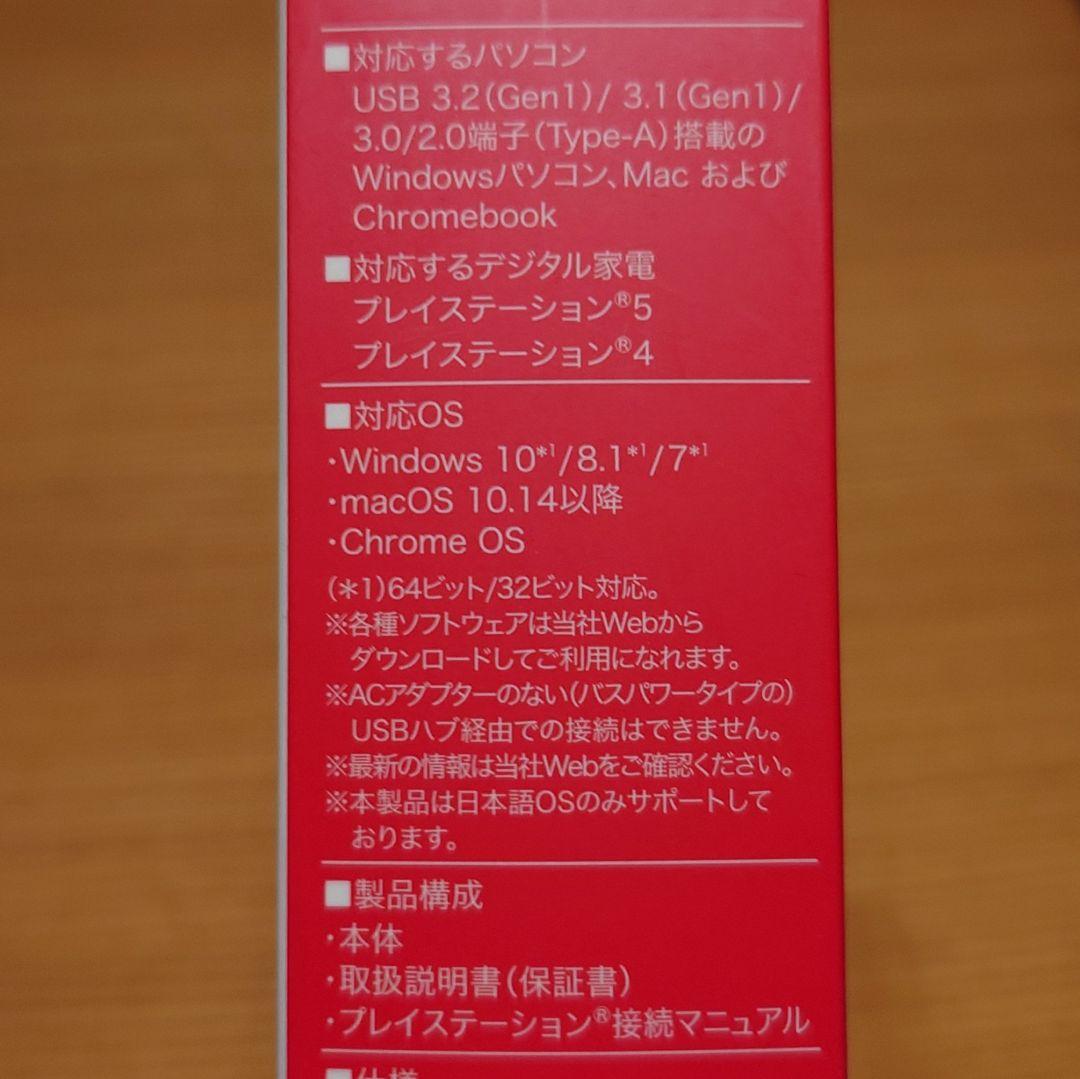 ■対応するパソコン
USB 3.2(Gen1)/ 3.1(Gen1)/
3.0/2.0端子(Type-A)搭載の
Windowsパソコン、Mac および
Chromebook
■対応するデジタル家電
プレイステーション®5
プレイステーション®4
■対応OS
・Windows 10*1/8.1*1/7*1
・macOS 10.14以降
・Chrome OS
(*1)64ビット/32ビット対応。
※各種ソフトウェアは当社Webから
ダウンロードしてご利用になれます。
※ACアダプターのない(バスパワータイプの)
USBハブ経由での接続はできません。
※最新の情報は当社Webをご確認ください。
※本製品は日本語OSのみサポートして
おります。
■製品構成
・本体
・取扱説明書(保証書)
・プレイステーション®接続マニュアル
■仕様